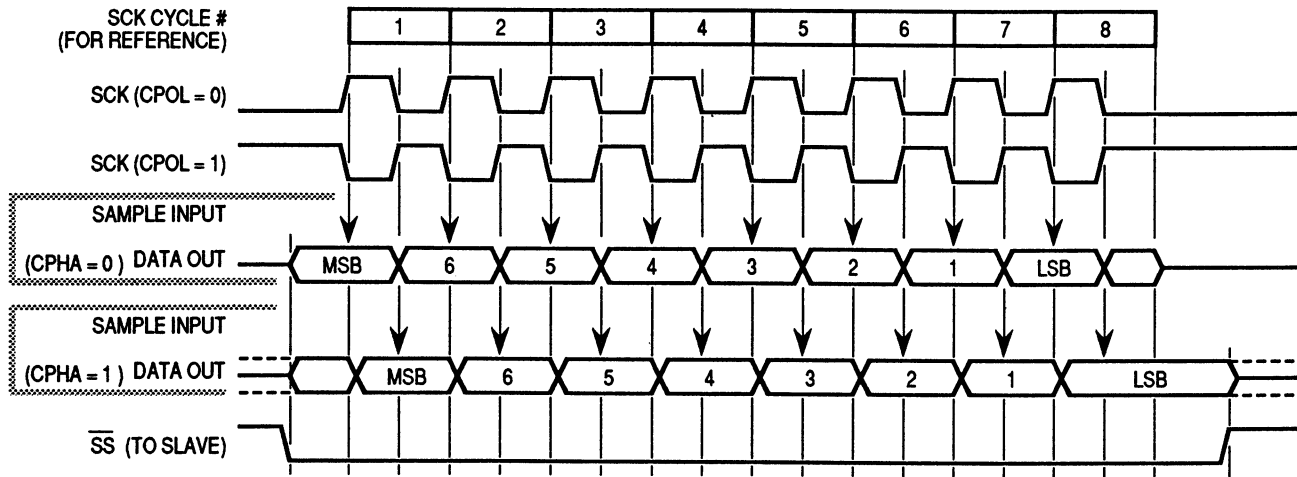 SCK CYCLE #
(FOR REFERENCE)
1 2 3 4 5 6 7 8
SCK (CPOL = 0)
SCK (CPOL = 1)
SAMPLE INPUT
(CPHA = 0 ) DATA OUT
MSB 6 5 4 3 2 1 LSB
SAMPLE INPUT
(CPHA = 1 ) DATA OUT
MSB 6 5 4 3 2 1 LSB
SS (TO SLAVE)